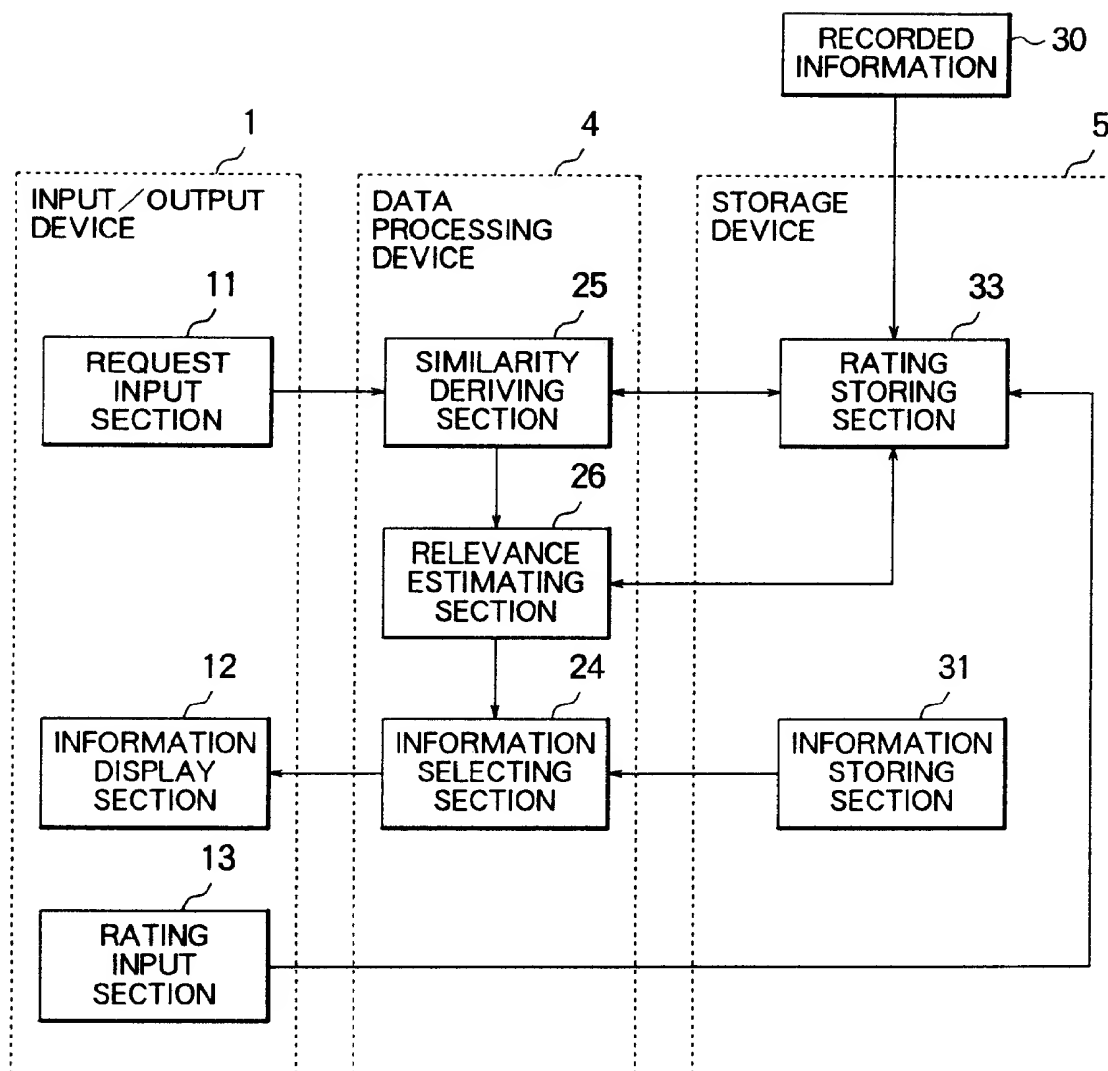 RECORDED
INFORMATION
30
1
4
5
INPUT/OUTPUT
DEVICE
DATA
PROCESSING
DEVICE
STORAGE
DEVICE
11
25
33
REQUEST
INPUT
SECTION
SIMILARITY
DERIVING
SECTION
RATING
STORING
SECTION
26
RELEVANCE
ESTIMATING
SECTION
12
24
31
INFORMATION
DISPLAY
SECTION
INFORMATION
SELECTING
SECTION
INFORMATION
STORING
SECTION
13
RATING
INPUT
SECTION